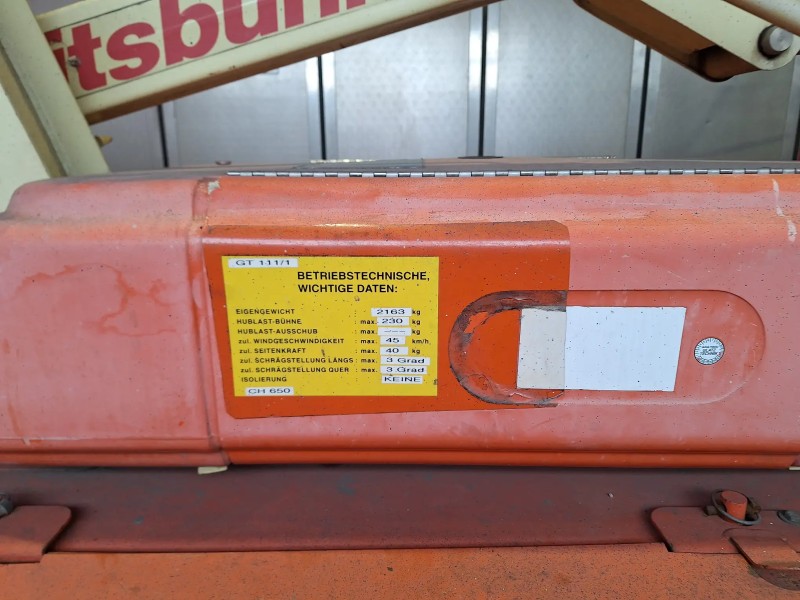 itsbühn
GT 111/1
BETRIEBSTECHNISCHE,
WICHTIGE DATEN:
EIGENGEWICHT : 2163 kg
HUBLAST-BÜHNE : max. 230 kg
HUBLAST-AUSSCHUB : max. --- kg
zul. WINDGESCHWINDIGKEIT : max. 45 km/h
zul. SEITENKRAFT : max. 40 kg
zul. SCHRÄGSTELLUNG LÄNGS : max. 3 Grad
zul. SCHRÄGSTELLUNG QUER : max. 3 Grad
ISOLIERUNG KEINE
CH 650